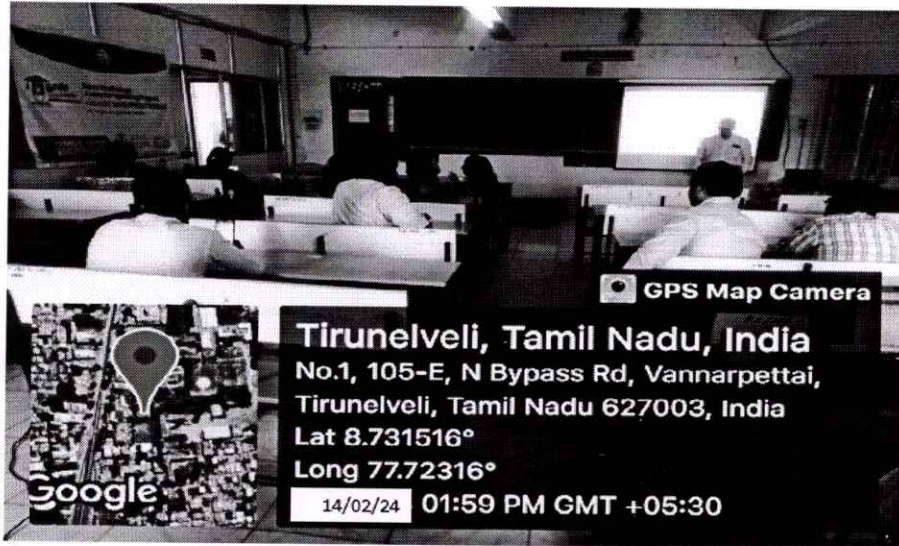 GPS Map Camera
Tirunelveli, Tamil Nadu, India
No.1, 105-E, N Bypass Rd, Vannarpettai,
Tirunelveli, Tamil Nadu 627003, India
Lat 8.731516°
Long 77.72316°
14/02/24 01:59 PM GMT +05:30
Google